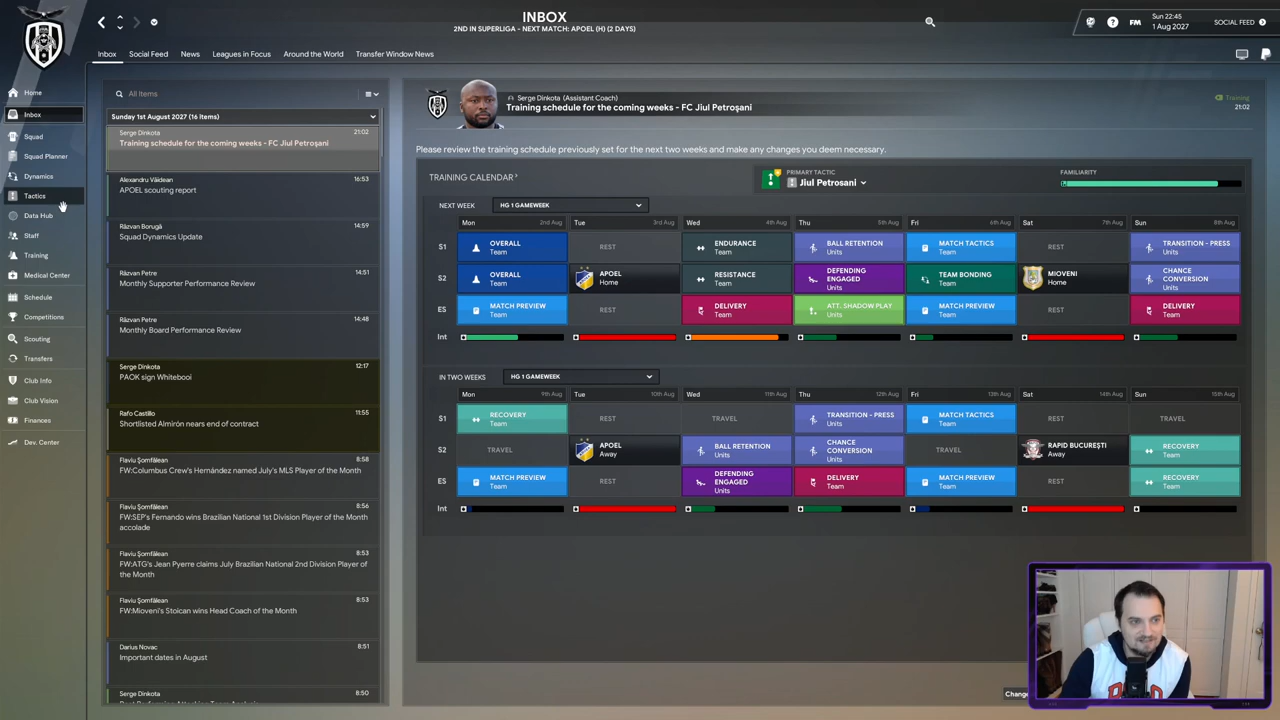 INBOX
2ND IN SUPERLIGA - NEXT MATCH: APOEL (H) (2 DAYS)
FM
Sun 22:45
1 Aug 2027
SOCIAL FEED
Inbox Social Feed News Leagues in Focus Around the World Transfer Window News
Home
Inbox
Squad
Squad Planner
Dynamics
Tactics
Data Hub
Staff
Training
Medical Center
Schedule
Competitions
Scouting
Transfers
Club Info
Club Vision
Finances
Dev. Center
All Items
Sunday 1st August 2027 (16 Items)
Serge Dinkota 21:02
Training schedule for the coming weeks - FC Jiul Petroşani
Alexandru Văidean 16:53
APOEL scouting report
Răzvan Borugă 14:59
Squad Dynamics Update
Răzvan Petre 14:51
Monthly Supporter Performance Review
Răzvan Petre 14:48
Monthly Board Performance Review
Serge Dinkota 12:17
PAOK sign Whitebooi
Rafo Castillo 11:55
Shortlisted Almirón nears end of contract
Flaviu Şomfălean 8:58
FW:Columbus Crew's Hernández named July's MLS Player of the Month
Flaviu Şomfălean 8:56
FW:SEP's Fernando wins Brazilian National 1st Division Player of the Month
accolade
Flaviu Şomfălean 8:53
FW:ATG's Jean Pyerre claims July Brazilian National 2nd Division Player of
the Month
Flaviu Şomfălean 8:53
FW:Mioveni's Stoican wins Head Coach of the Month
Darius Novac 8:51
Important dates in August
Serge Dinkota 8:50
Serge Dinkota (Assistant Coach)
Training schedule for the coming weeks - FC Jiul Petroşani
Training
21:02
Please review the training schedule previously set for the next two weeks and make any changes you deem necessary.
TRAINING CALENDAR
PRIMARY TACTIC
Jiul Petrosani
FAMILIARITY
NEXT WEEK HG 1 GAMEWEEK
Mon 2nd Aug Tue 3rd Aug Wed 4th Aug Thu 5th Aug Fri 6th Aug Sat 7th Aug Sun 8th Aug
S1 OVERALL Team REST ENDURANCE Team BALL RETENTION Units MATCH TACTICS Team REST TRANSITION - PRESS Units
S2 OVERALL Team APOEL Home RESISTANCE Team DEFENDING ENGAGED Units TEAM BONDING Team MIOVENI Home CHANCE CONVERSION Units
ES MATCH PREVIEW Team REST DELIVERY Team ATT. SHADOW PLAY Units MATCH PREVIEW Team REST DELIVERY Team
Int
IN TWO WEEKS HG 1 GAMEWEEK
Mon 9th Aug Tue 10th Aug Wed 11th Aug Thu 12th Aug Fri 13th Aug Sat 14th Aug Sun 15th Aug
S1 RECOVERY Team REST TRAVEL TRANSITION - PRESS Units MATCH TACTICS Team REST TRAVEL
S2 TRAVEL APOEL Away BALL RETENTION Units CHANCE CONVERSION Units TRAVEL RAPID BUCUREŞTI Away RECOVERY Team
ES MATCH PREVIEW Team REST DEFENDING ENGAGED Units DELIVERY Team MATCH PREVIEW Team REST RECOVERY Team
Int